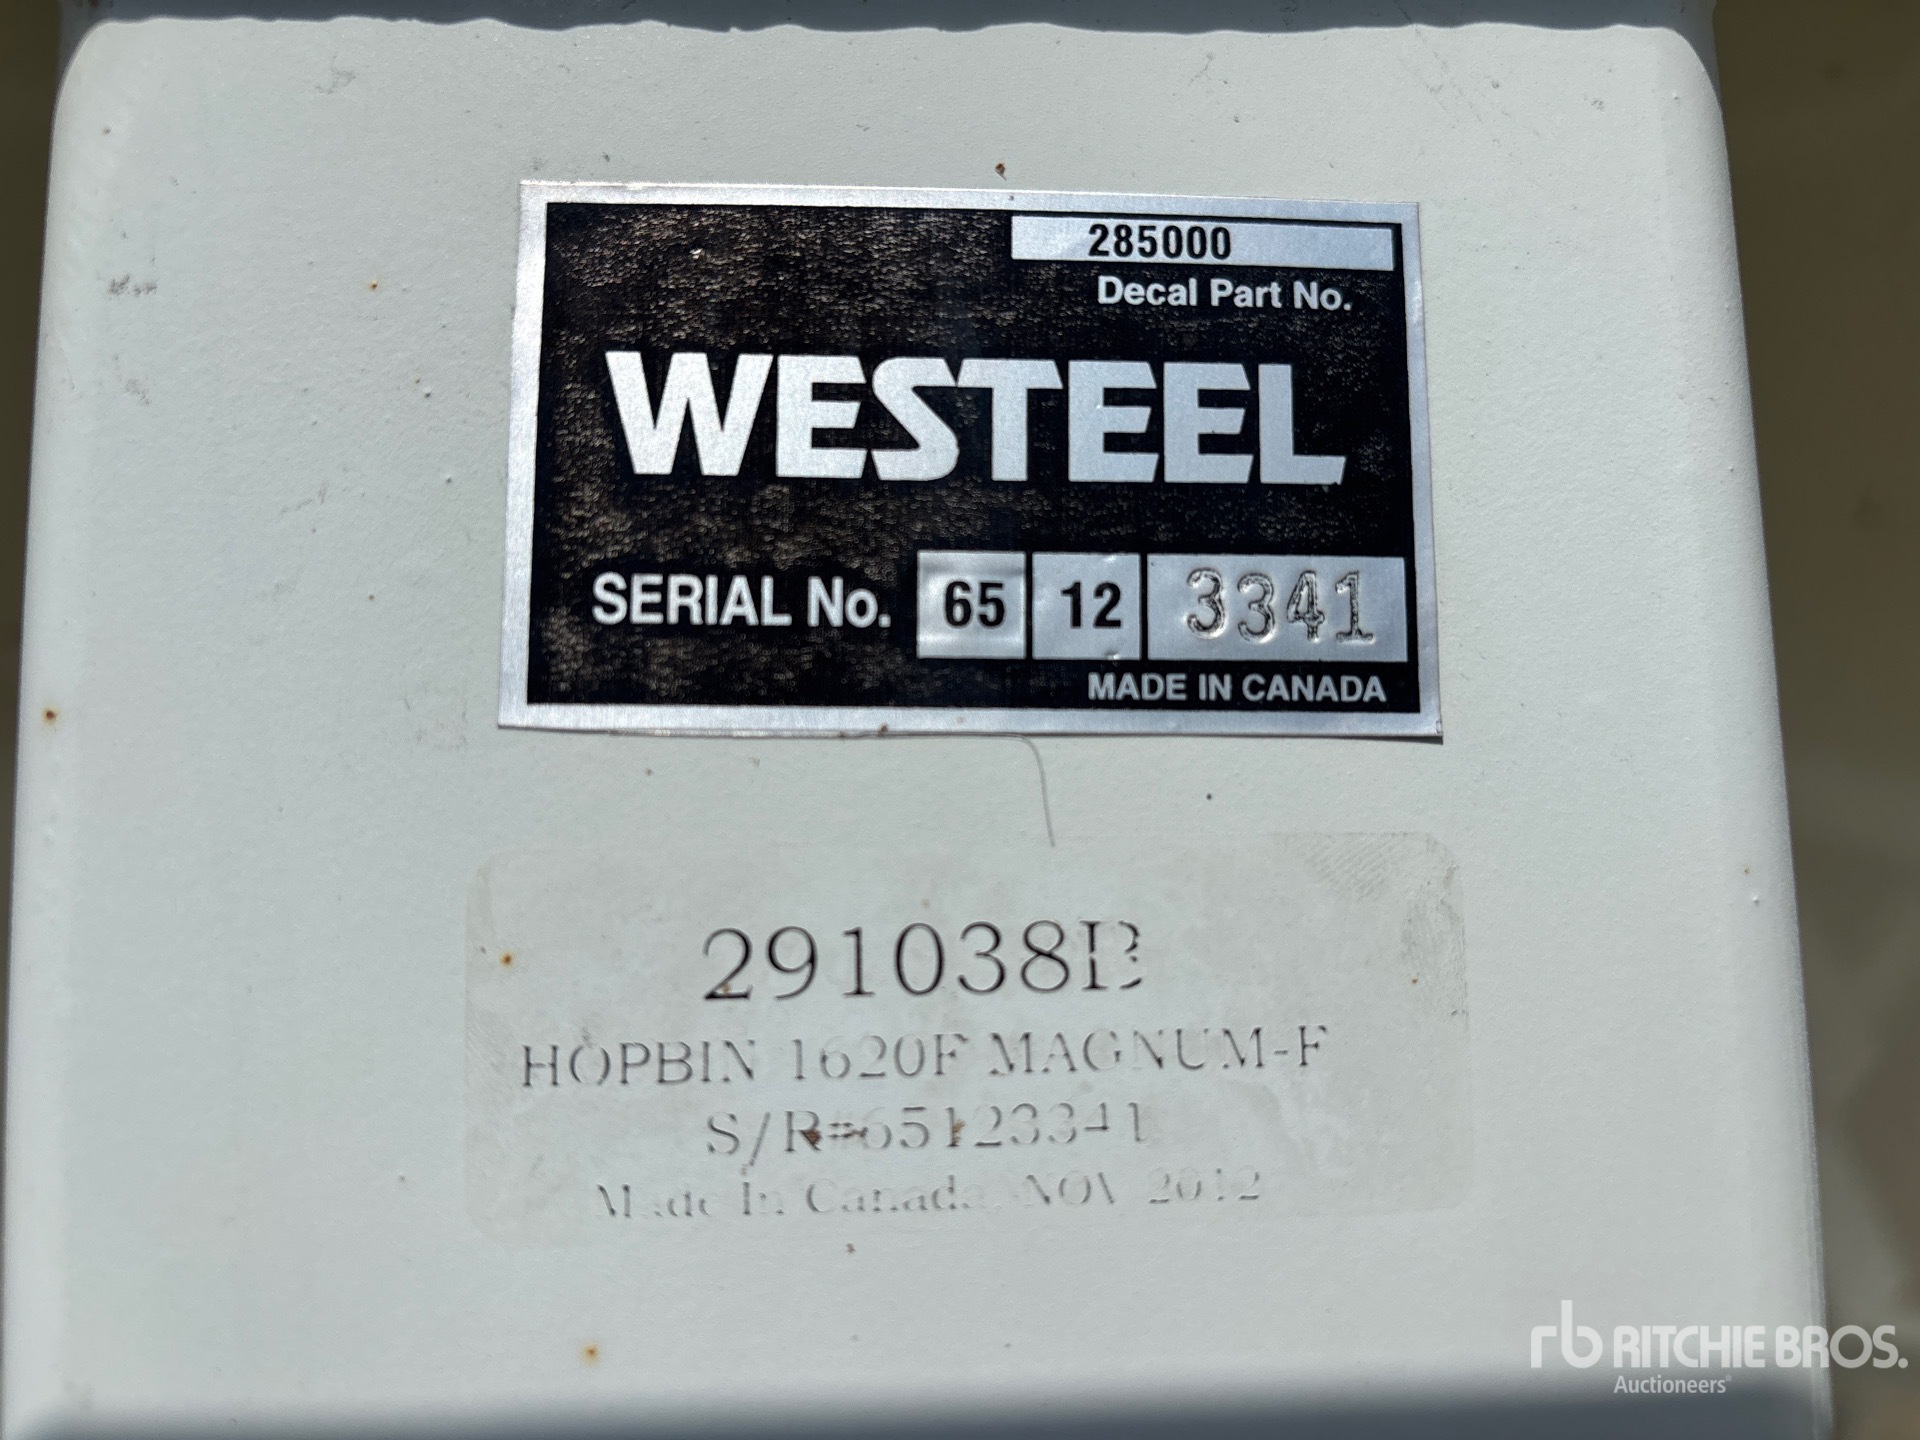 285000
Decal Part No.
WESTEEL
SERIAL No. 65 12 3341
MADE IN CANADA
291038B
HOPBIN 1620F MAGNUM-F
S/R#65123341
Made In Canada, NOV 2012
rb RITCHIE BROS.
Auctioneers